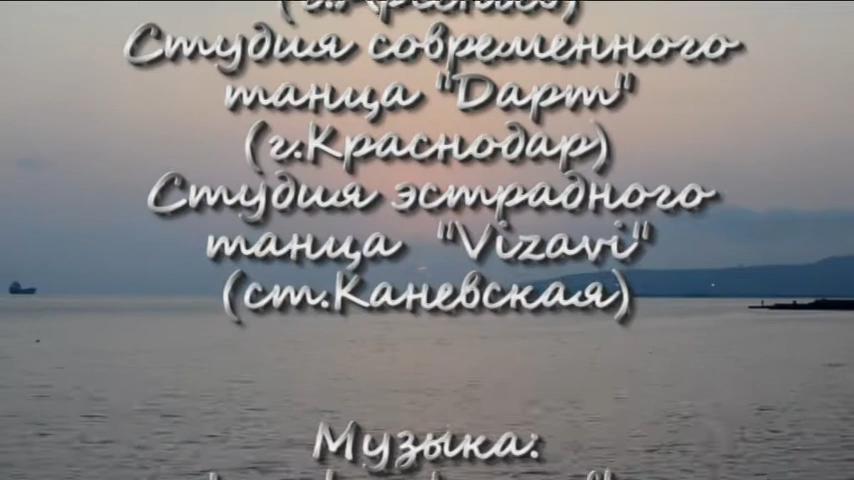 Студия современного
танца "Дарт"
(г.Краснодар)
Студия эстрадного
танца "Vizavi"
(ст.Каневская)
Музыка: